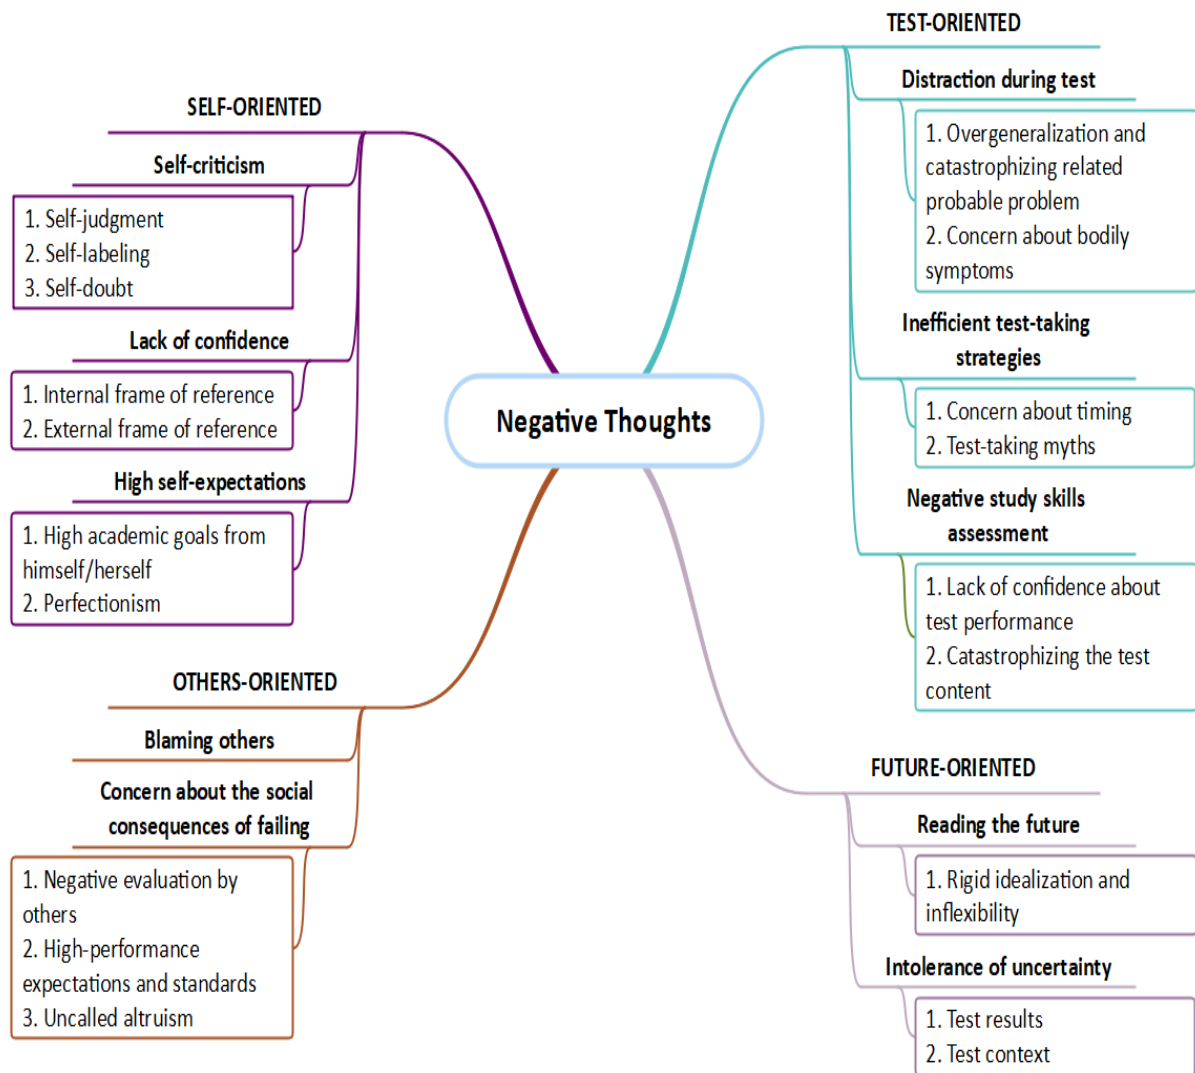 SELF-ORIENTED
Self-criticism
1. Self-judgment
2. Self-labeling
3. Self-doubt
Lack of confidence
1. Internal frame of reference
2. External frame of reference
High self-expectations
1. High academic goals from
himself/herself
2. Perfectionism
OTHERS-ORIENTED
Blaming others
Concern about the social
consequences of failing
1. Negative evaluation by
others
2. High-performance
expectations and standards
3. Uncalled altruism
Negative Thoughts
TEST-ORIENTED
Distraction during test
1. Overgeneralization and
catastrophizing related
probable problem
2. Concern about bodily
symptoms
Inefficient test-taking
strategies
1. Concern about timing
2. Test-taking myths
Negative study skills
assessment
1. Lack of confidence about
test performance
2. Catastrophizing the test
content
FUTURE-ORIENTED
Reading the future
1. Rigid idealization and
inflexibility
Intolerance of uncertainty
1. Test results
2. Test context